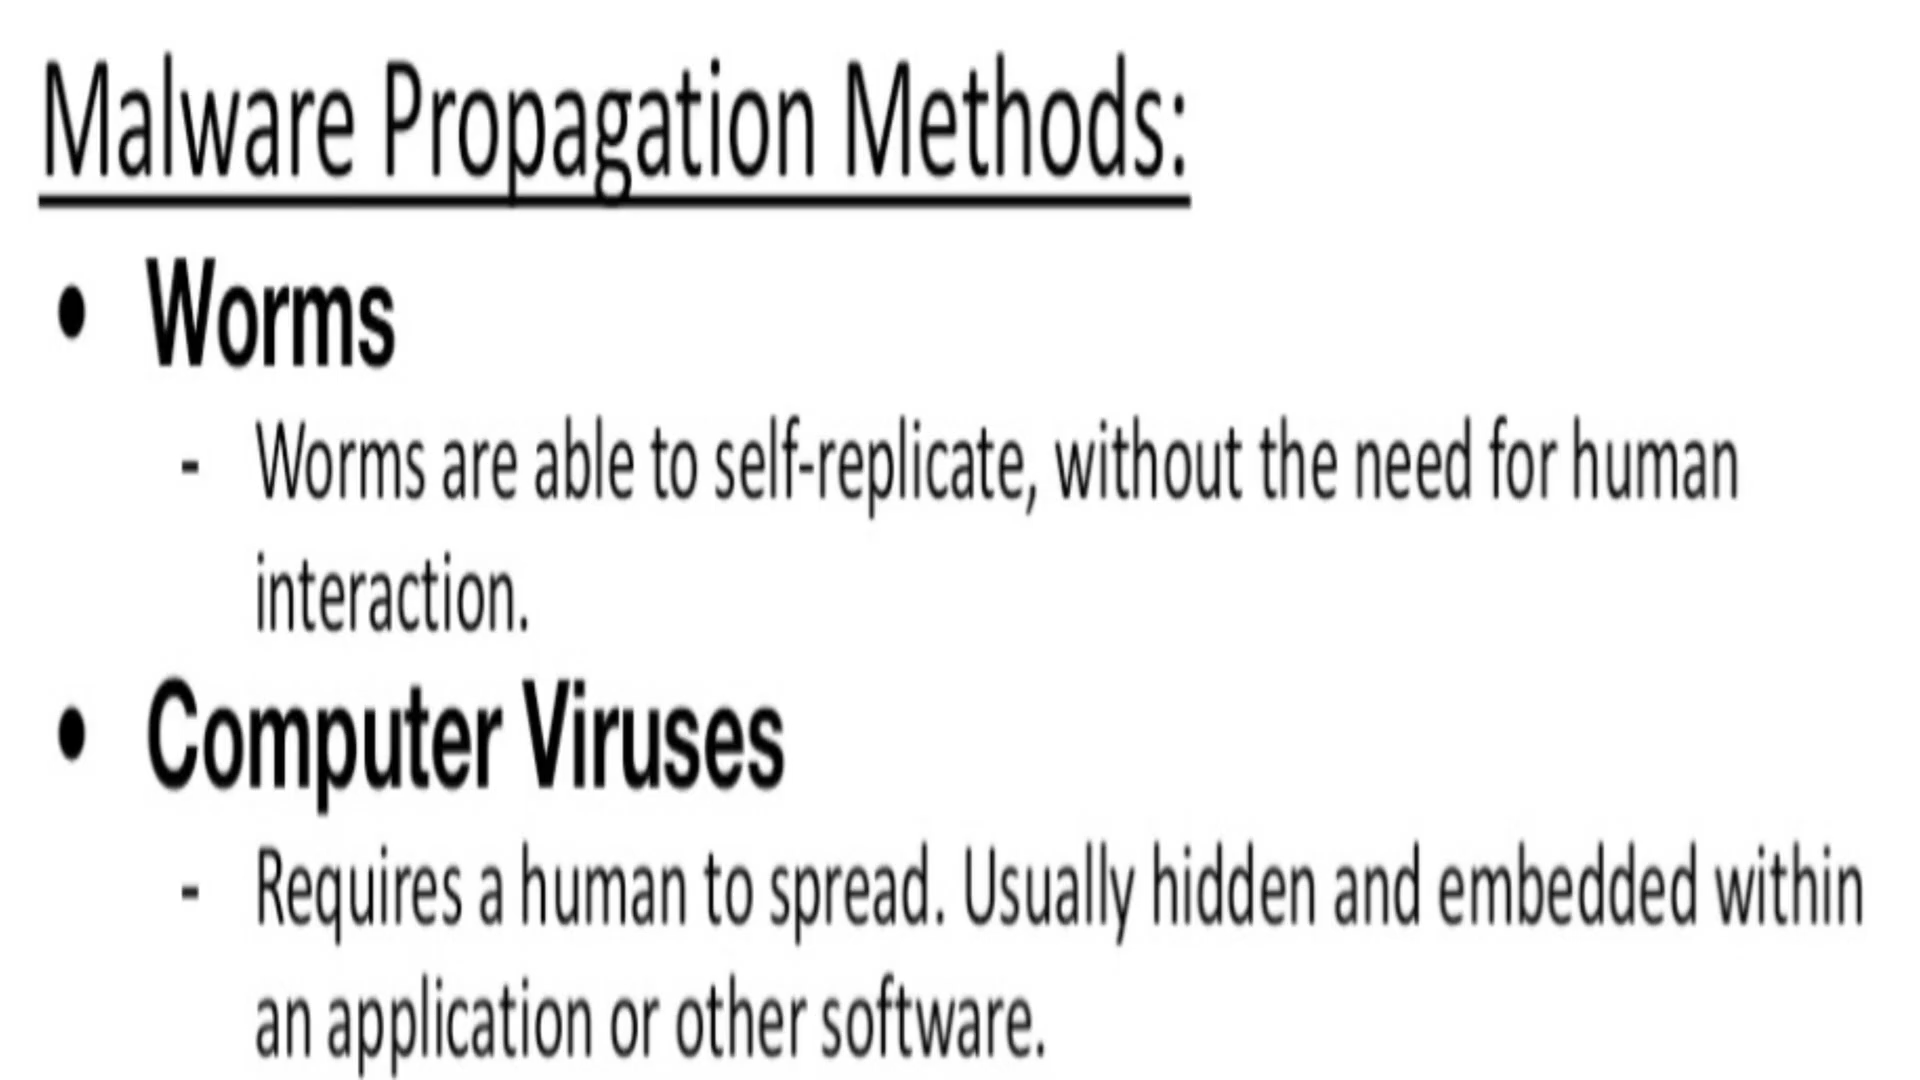 Malware Propagation Methods:
• Worms
- Worms are able to self-replicate, without the need for human
interaction.
• Computer Viruses
- Requires a human to spread. Usually hidden and embedded within
an application or other software.